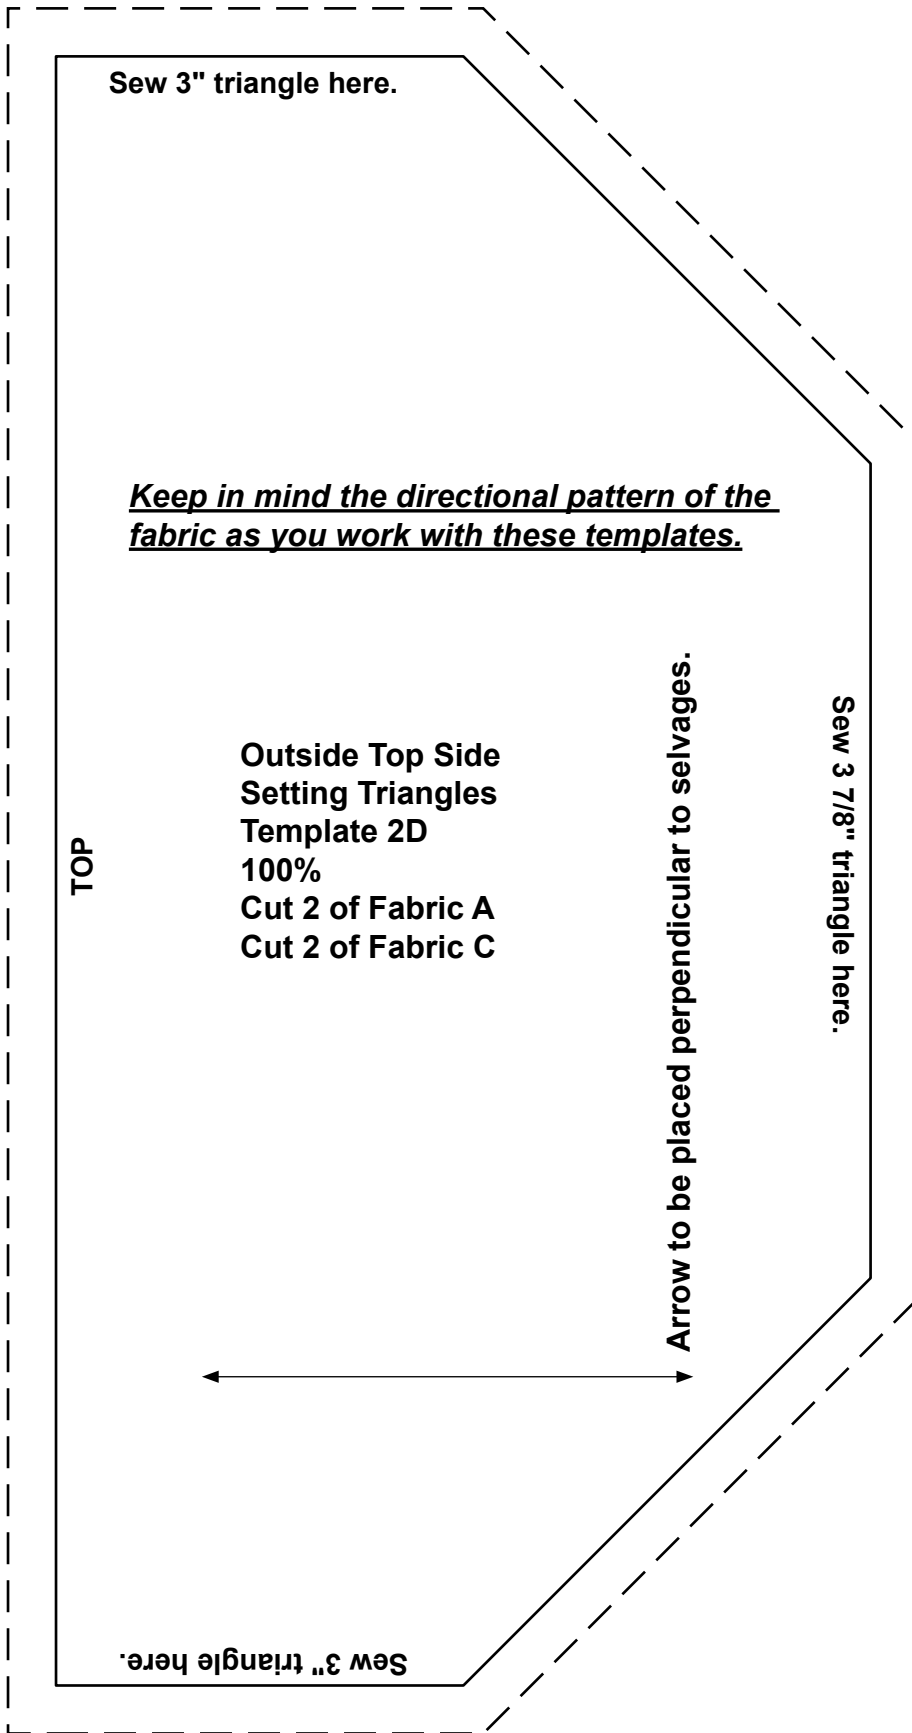 Sew 3" triangle here.
Keep in mind the directional pattern of the
fabric as you work with these templates.
Outside Top Side
Setting Triangles
Template 2D
100%
Cut 2 of Fabric A
Cut 2 of Fabric C
TOP
Arrow to be placed perpendicular to selvages.
Sew 3 7/8" triangle here.
Sew 3" triangle here.